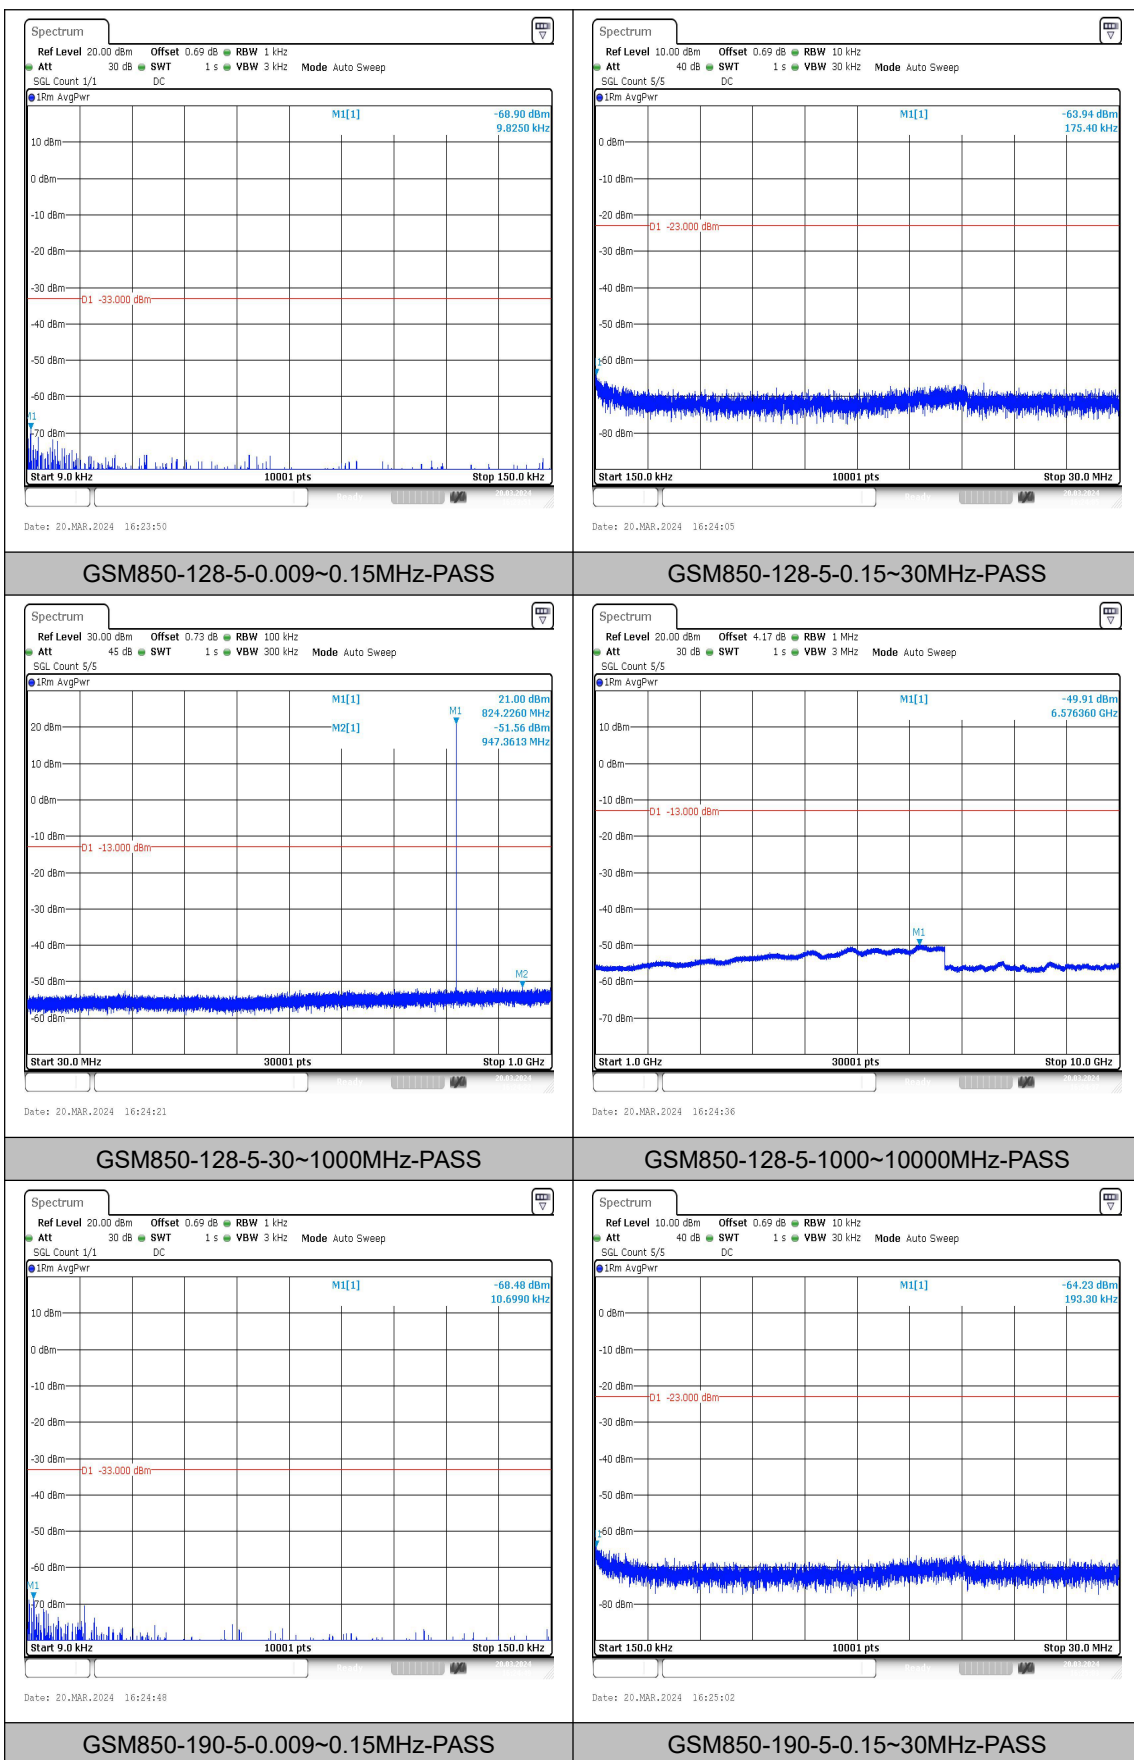 Spectrum
Ref Level 20.00 dBm Offset 0.69 dB RBW 1 kHz
Att 30 dB SWT 1 s VBW 3 kHz Mode Auto Sweep
SGL Count 1/1 DC
1Rm AvgPwr
M1[1] -68.90 dBm
9.8250 kHz
10 dBm
0 dBm
-10 dBm
-20 dBm
-30 dBm
D1 -33.000 dBm
-40 dBm
-50 dBm
-60 dBm
M1
-70 dBm
Start 9.0 kHz 10001 pts Stop 150.0 kHz
Ready 20.03.2024
Date: 20.MAR.2024 16:23:50
GSM850-128-5-0.009~0.15MHz-PASS
Spectrum
Ref Level 10.00 dBm Offset 0.69 dB RBW 10 kHz
Att 40 dB SWT 1 s VBW 30 kHz Mode Auto Sweep
SGL Count 5/5 DC
1Rm AvgPwr
M1[1] -63.94 dBm
175.40 kHz
0 dBm
-10 dBm
-20 dBm
D1 -23.000 dBm
-30 dBm
-40 dBm
-50 dBm
-60 dBm
-80 dBm
Start 150.0 kHz 10001 pts Stop 30.0 MHz
Ready 20.03.2024
Date: 20.MAR.2024 16:24:05
GSM850-128-5-0.15~30MHz-PASS
Spectrum
Ref Level 30.00 dBm Offset 0.73 dB RBW 100 kHz
Att 45 dB SWT 1 s VBW 300 kHz Mode Auto Sweep
SGL Count 5/5
1Rm AvgPwr
M1[1] 21.00 dBm
824.2260 MHz
M1
M2[1] -51.56 dBm
947.3613 MHz
20 dBm
10 dBm
0 dBm
-10 dBm
D1 -13.000 dBm
-20 dBm
-30 dBm
-40 dBm
-50 dBm
M2
-60 dBm
Start 30.0 MHz 30001 pts Stop 1.0 GHz
Ready 20.03.2024
Date: 20.MAR.2024 16:24:21
GSM850-128-5-30~1000MHz-PASS
Spectrum
Ref Level 20.00 dBm Offset 4.17 dB RBW 1 MHz
Att 30 dB SWT 1 s VBW 3 MHz Mode Auto Sweep
SGL Count 5/5
1Rm AvgPwr
M1[1] -49.91 dBm
6.576360 GHz
10 dBm
0 dBm
-10 dBm
D1 -13.000 dBm
-20 dBm
-30 dBm
-40 dBm
M1
-50 dBm
-60 dBm
-70 dBm
Start 1.0 GHz 30001 pts Stop 10.0 GHz
Ready 20.03.2024
Date: 20.MAR.2024 16:24:36
GSM850-128-5-1000~10000MHz-PASS
Spectrum
Ref Level 20.00 dBm Offset 0.69 dB RBW 1 kHz
Att 30 dB SWT 1 s VBW 3 kHz Mode Auto Sweep
SGL Count 1/1 DC
1Rm AvgPwr
M1[1] -68.48 dBm
10.6990 kHz
10 dBm
0 dBm
-10 dBm
-20 dBm
-30 dBm
D1 -33.000 dBm
-40 dBm
-50 dBm
-60 dBm
M1
-70 dBm
Start 9.0 kHz 10001 pts Stop 150.0 kHz
Ready 20.03.2024
Date: 20.MAR.2024 16:24:48
GSM850-190-5-0.009~0.15MHz-PASS
Spectrum
Ref Level 10.00 dBm Offset 0.69 dB RBW 10 kHz
Att 40 dB SWT 1 s VBW 30 kHz Mode Auto Sweep
SGL Count 5/5 DC
1Rm AvgPwr
M1[1] -64.23 dBm
193.30 kHz
0 dBm
-10 dBm
-20 dBm
D1 -23.000 dBm
-30 dBm
-40 dBm
-50 dBm
-60 dBm
-80 dBm
Start 150.0 kHz 10001 pts Stop 30.0 MHz
Ready 20.03.2024
Date: 20.MAR.2024 16:25:02
GSM850-190-5-0.15~30MHz-PASS